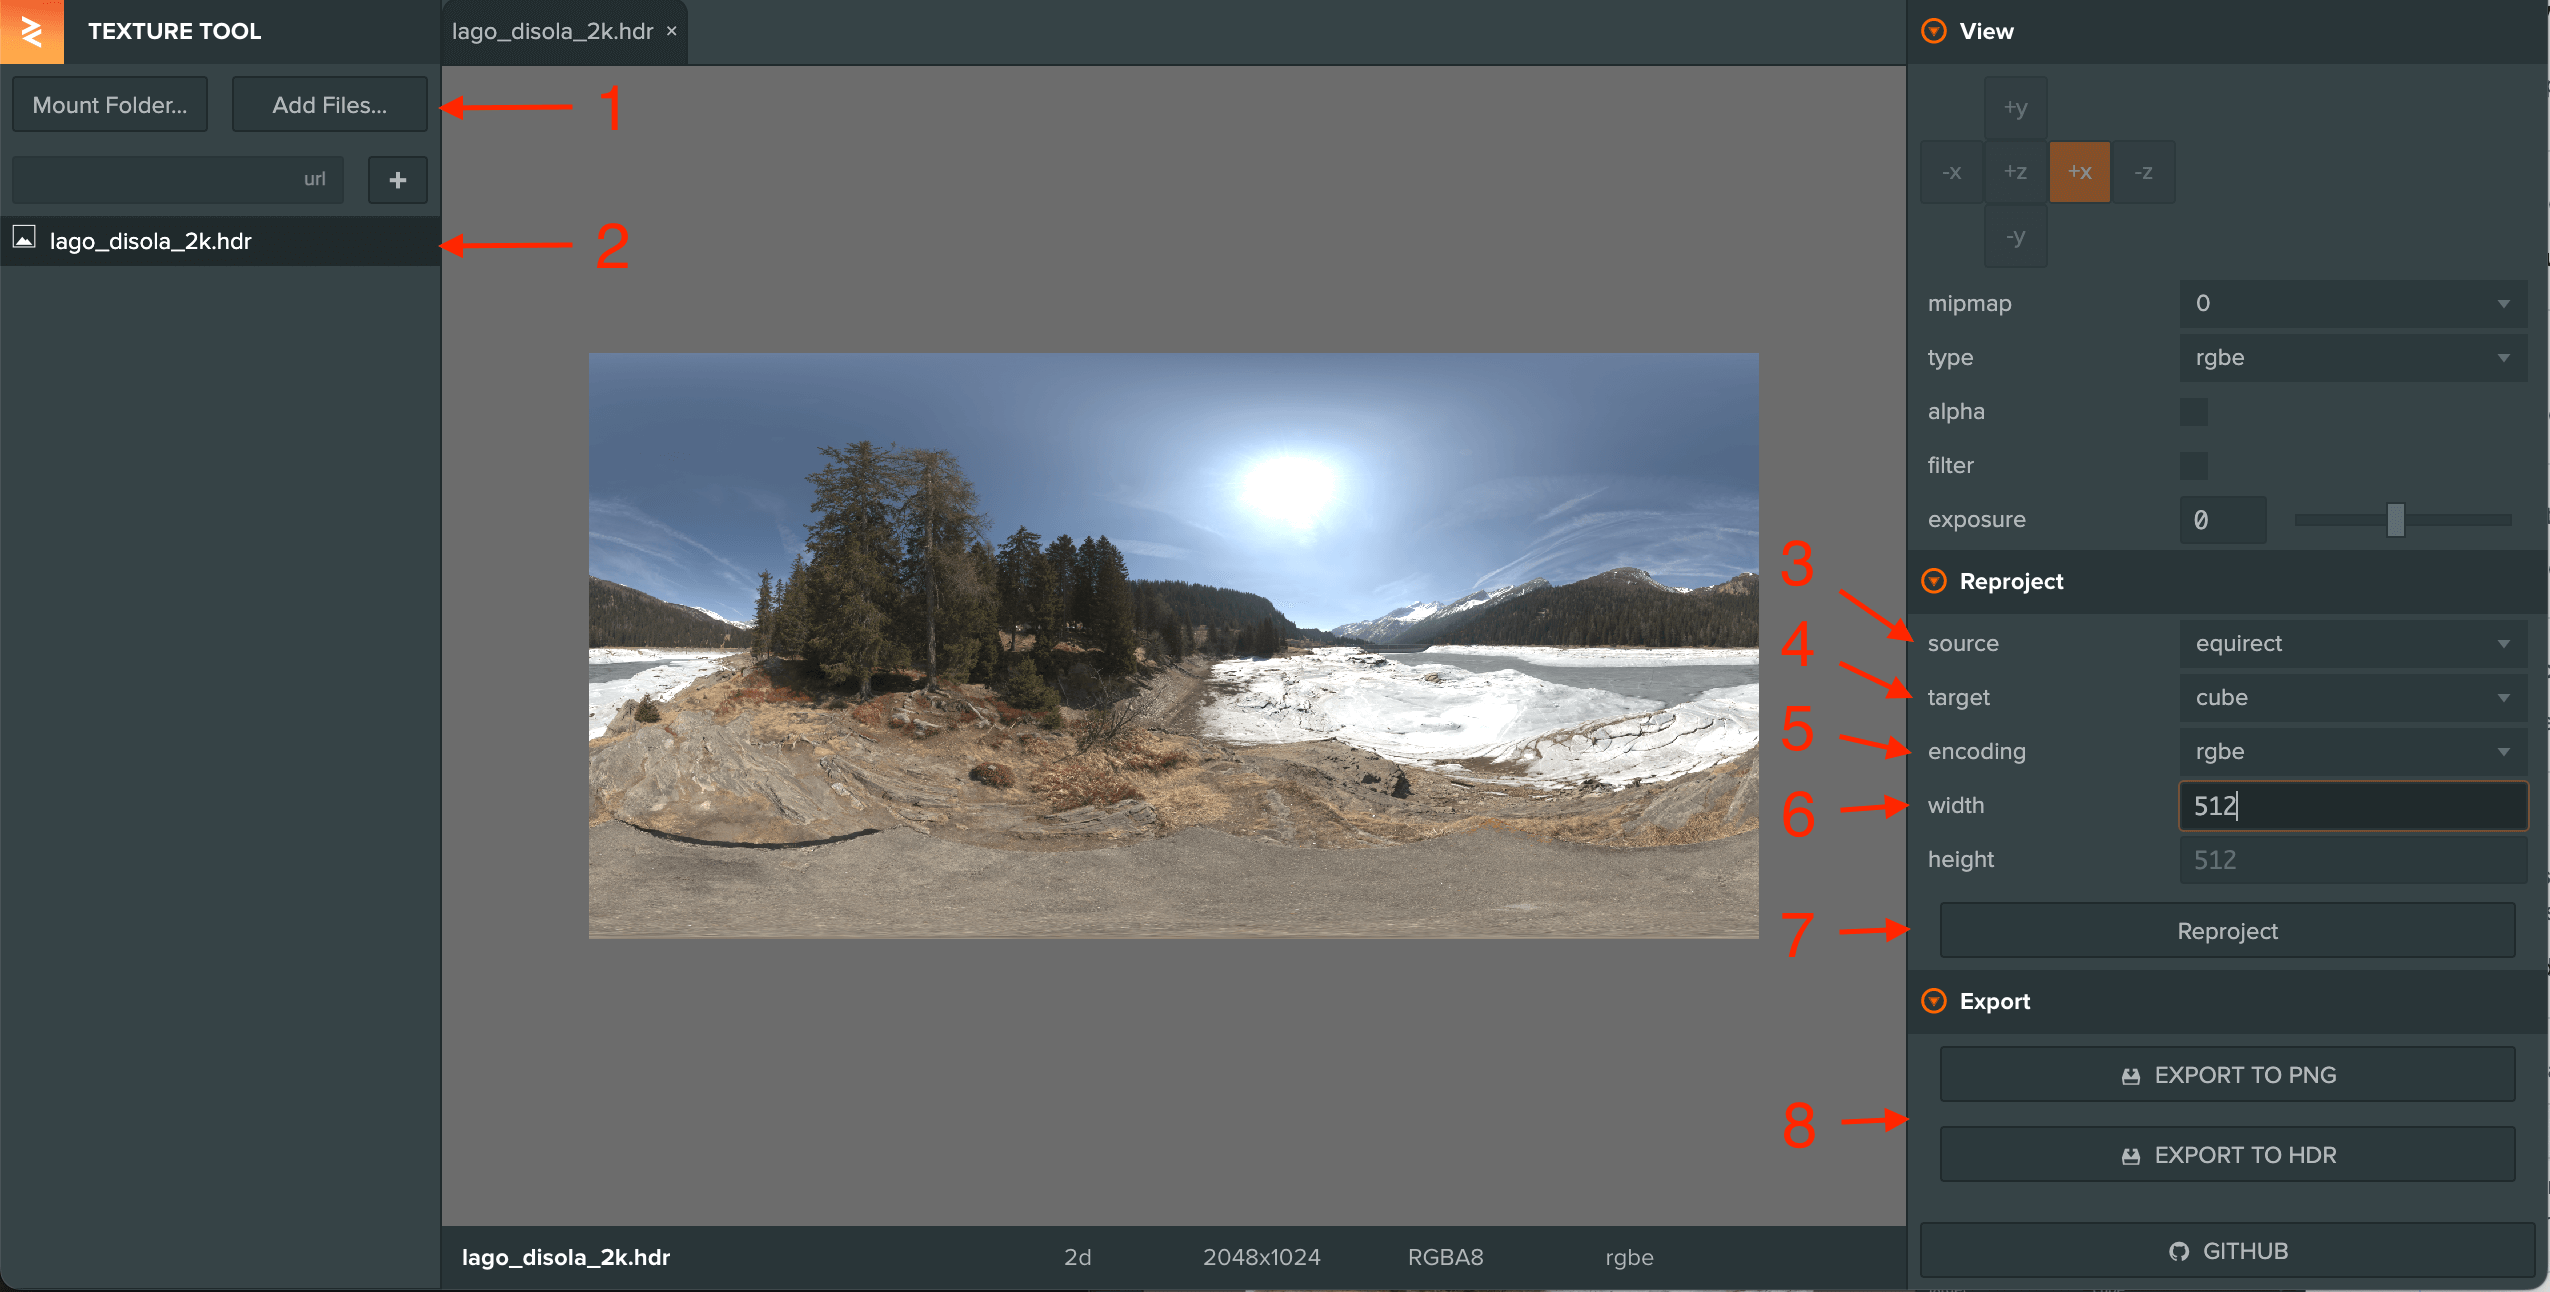 TEXTURE TOOL
Mount Folder...
Add Files...
1
url
+
lago_disola_2k.hdr
2
lago_disola_2k.hdr ×
3
4
5
6
7
8
lago_disola_2k.hdr 2d 2048x1024 RGBA8 rgbe
View
+y
-x +z +x -z
-y
mipmap 0
type rgbe
alpha
filter
exposure 0
Reproject
source equirect
target cube
encoding rgbe
width 512
height 512
Reproject
Export
EXPORT TO PNG
EXPORT TO HDR
GITHUB